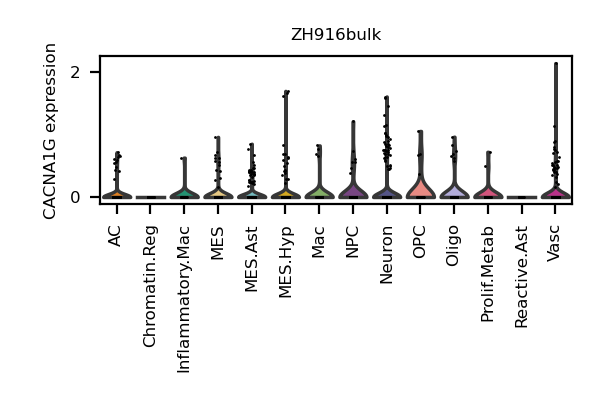 ZH916bulk
CACNA1G expression
2
0
AC
Chromatin.Reg
Inflammatory.Mac
MES
MES.Ast
MES.Hyp
Mac
NPC
Neuron
OPC
Oligo
Prolif.Metab
Reactive.Ast
Vasc